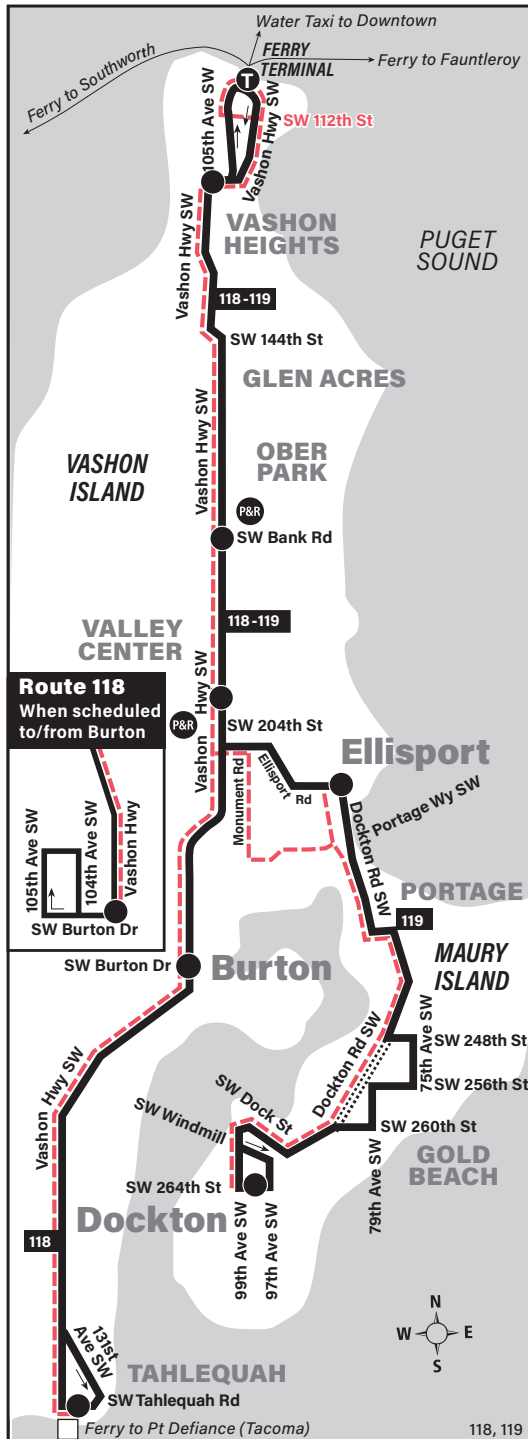 Water Taxi to Downtown
Ferry to Southworth
FERRY
TERMINAL
Ferry to Fauntleroy
T
105th Ave SW
SW 112th St
Vashon Hwy SW
VASHON
HEIGHTS
PUGET
SOUND
Vashon Hwy SW
118-119
SW 144th St
GLEN ACRES
Vashon Hwy SW
VASHON
ISLAND
OBER
PARK
P&R
SW Bank Rd
118-119
VALLEY
CENTER
Vashon Hwy SW
P&R
SW 204th St
Route 118
When scheduled
to/from Burton
105th Ave SW
104th Ave SW
Vashon Hwy
SW Burton Dr
Monument Rd
Ellisport
Rd
Ellisport
Portage Wy SW
Dockton Rd SW
PORTAGE
119
MAURY
ISLAND
SW Burton Dr
Burton
Vashon Hwy SW
Dockton Rd SW
75th Ave SW
SW 248th St
SW 256th St
SW 260th St
79th Ave SW
GOLD
BEACH
SW Dock St
SW Windmill
SW 264th St
Dockton
99th Ave SW
97th Ave SW
118
131st
Ave SW
TAHLEQUAH
SW Tahlequah Rd
N
W
E
S
Ferry to Pt Defiance (Tacoma)
118, 119